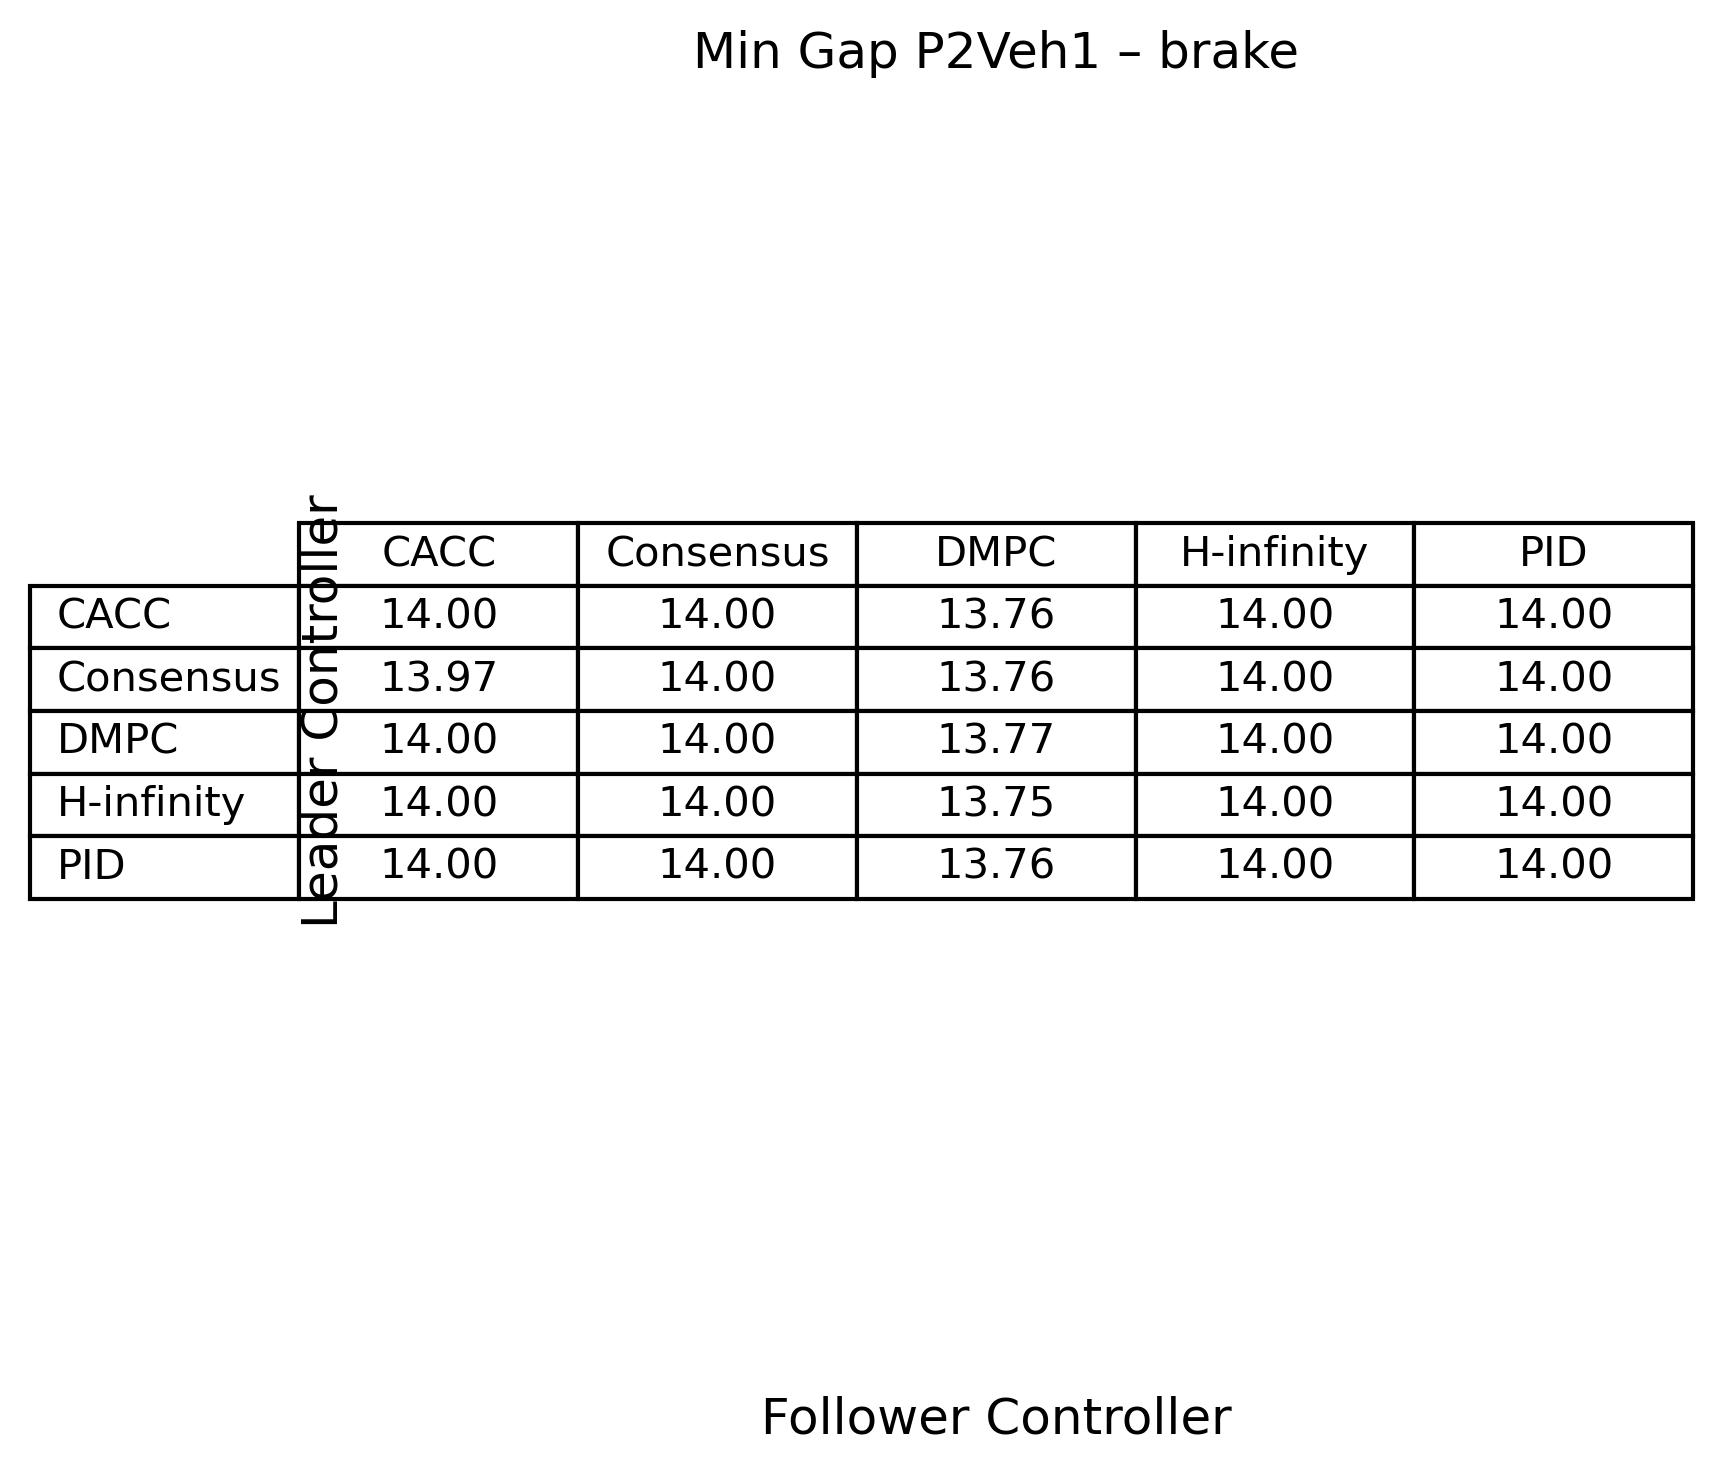 Min Gap P2Veh1 – brake
Leader Controller
CACC Consensus DMPC H-infinity PID
CACC 14.00 14.00 13.76 14.00 14.00
Consensus 13.97 14.00 13.76 14.00 14.00
DMPC 14.00 14.00 13.77 14.00 14.00
H-infinity 14.00 14.00 13.75 14.00 14.00
PID 14.00 14.00 13.76 14.00 14.00
Follower Controller